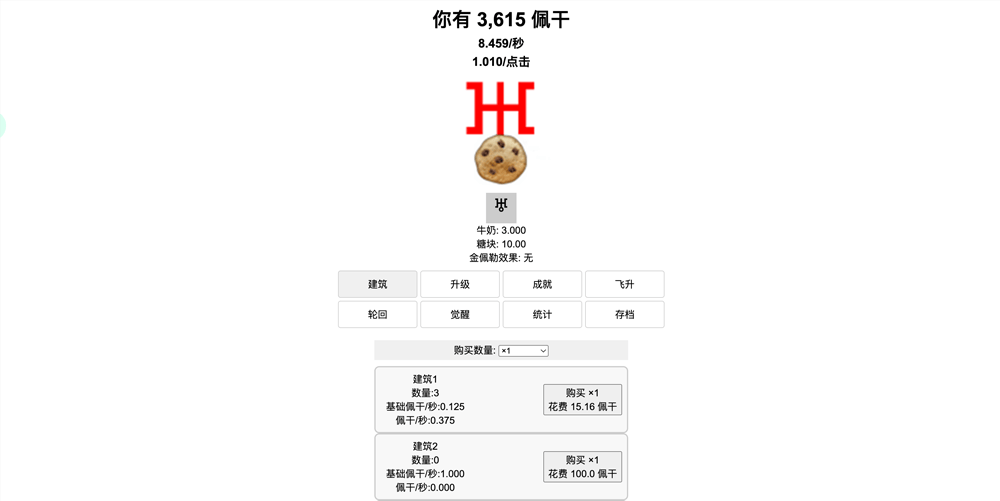 你有 3,615 佩干
8.459/秒
1.010/点击
牛奶: 3.000
糖块: 10.00
金佩勒效果: 无
建筑 升级 成就 飞升
轮回 觉醒 统计 存档
购买数量: ×1
建筑1
数量:3
基础佩干/秒:0.125
佩干/秒:0.375
购买 ×1
花费 15.16 佩干
建筑2
数量:0
基础佩干/秒:1.000
佩干/秒:0.000
购买 ×1
花费 100.0 佩干